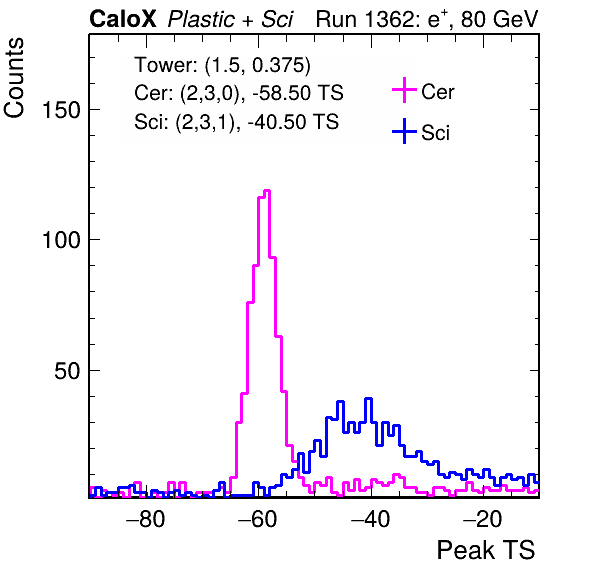 CaloX Plastic + Sci Run 1362: e+, 80 GeV
Counts
Tower: (1.5, 0.375)
Cer: (2,3,0), -58.50 TS
Sci: (2,3,1), -40.50 TS
Cer
Sci
150
100
50
−80 −60 −40 −20
Peak TS